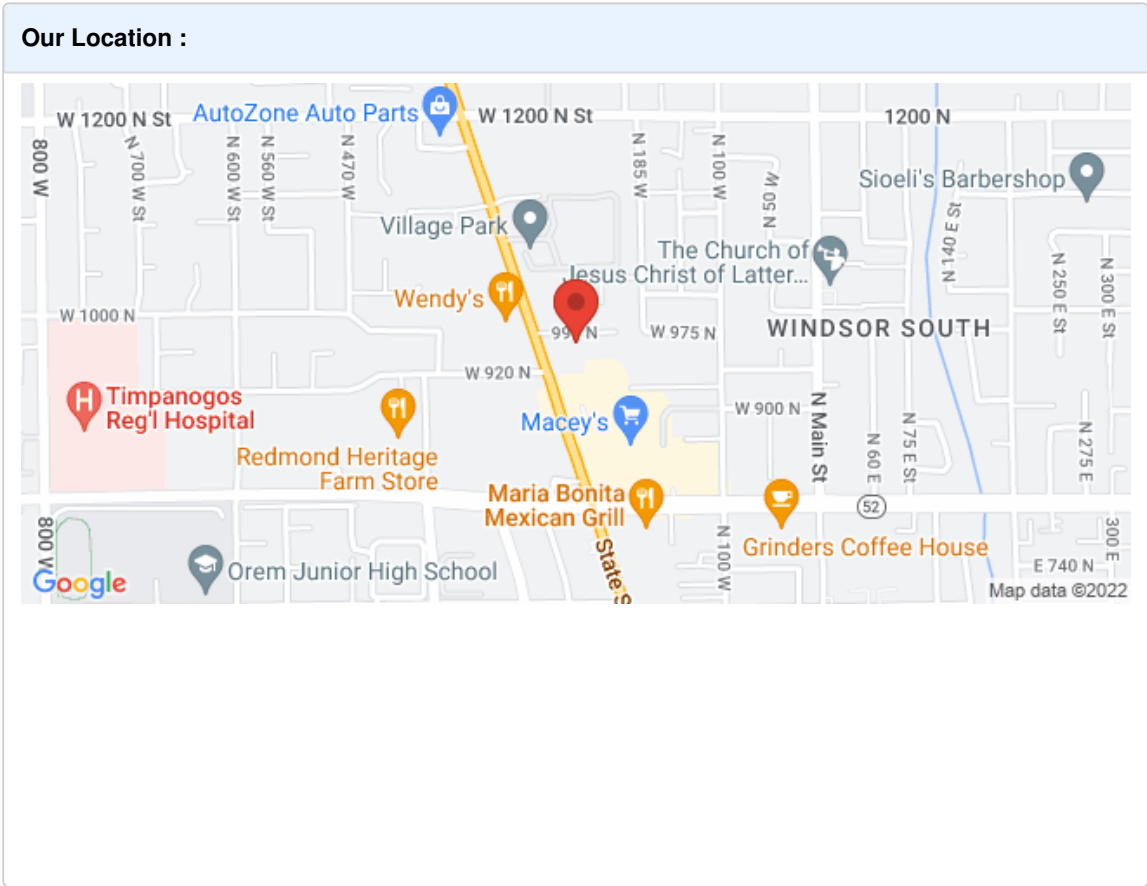 Our Location :
W 1200 N St
AutoZone Auto Parts
W 1200 N St
1200 N
800 W
N 700 W St
N 600 W St
N 560 W St
N 470 W
N 185 W
N 100 W
N 50 W
Sioeli's Barbershop
N 140 E St
Village Park
The Church of
Jesus Christ of Latter...
N 250 E St
N 300 E St
Wendy's
W 1000 N
W 975 N
WINDSOR SOUTH
W 920 N
Timpanogos
Reg'l Hospital
Macey's
W 900 N
N Main St
N 60 E
N 75 E St
N 275 E
Redmond Heritage
Farm Store
Maria Bonita
Mexican Grill
52
800 W
N 100 W
Grinders Coffee House
300 E
Orem Junior High School
State S
E 740 N
Google
Map data ©2022